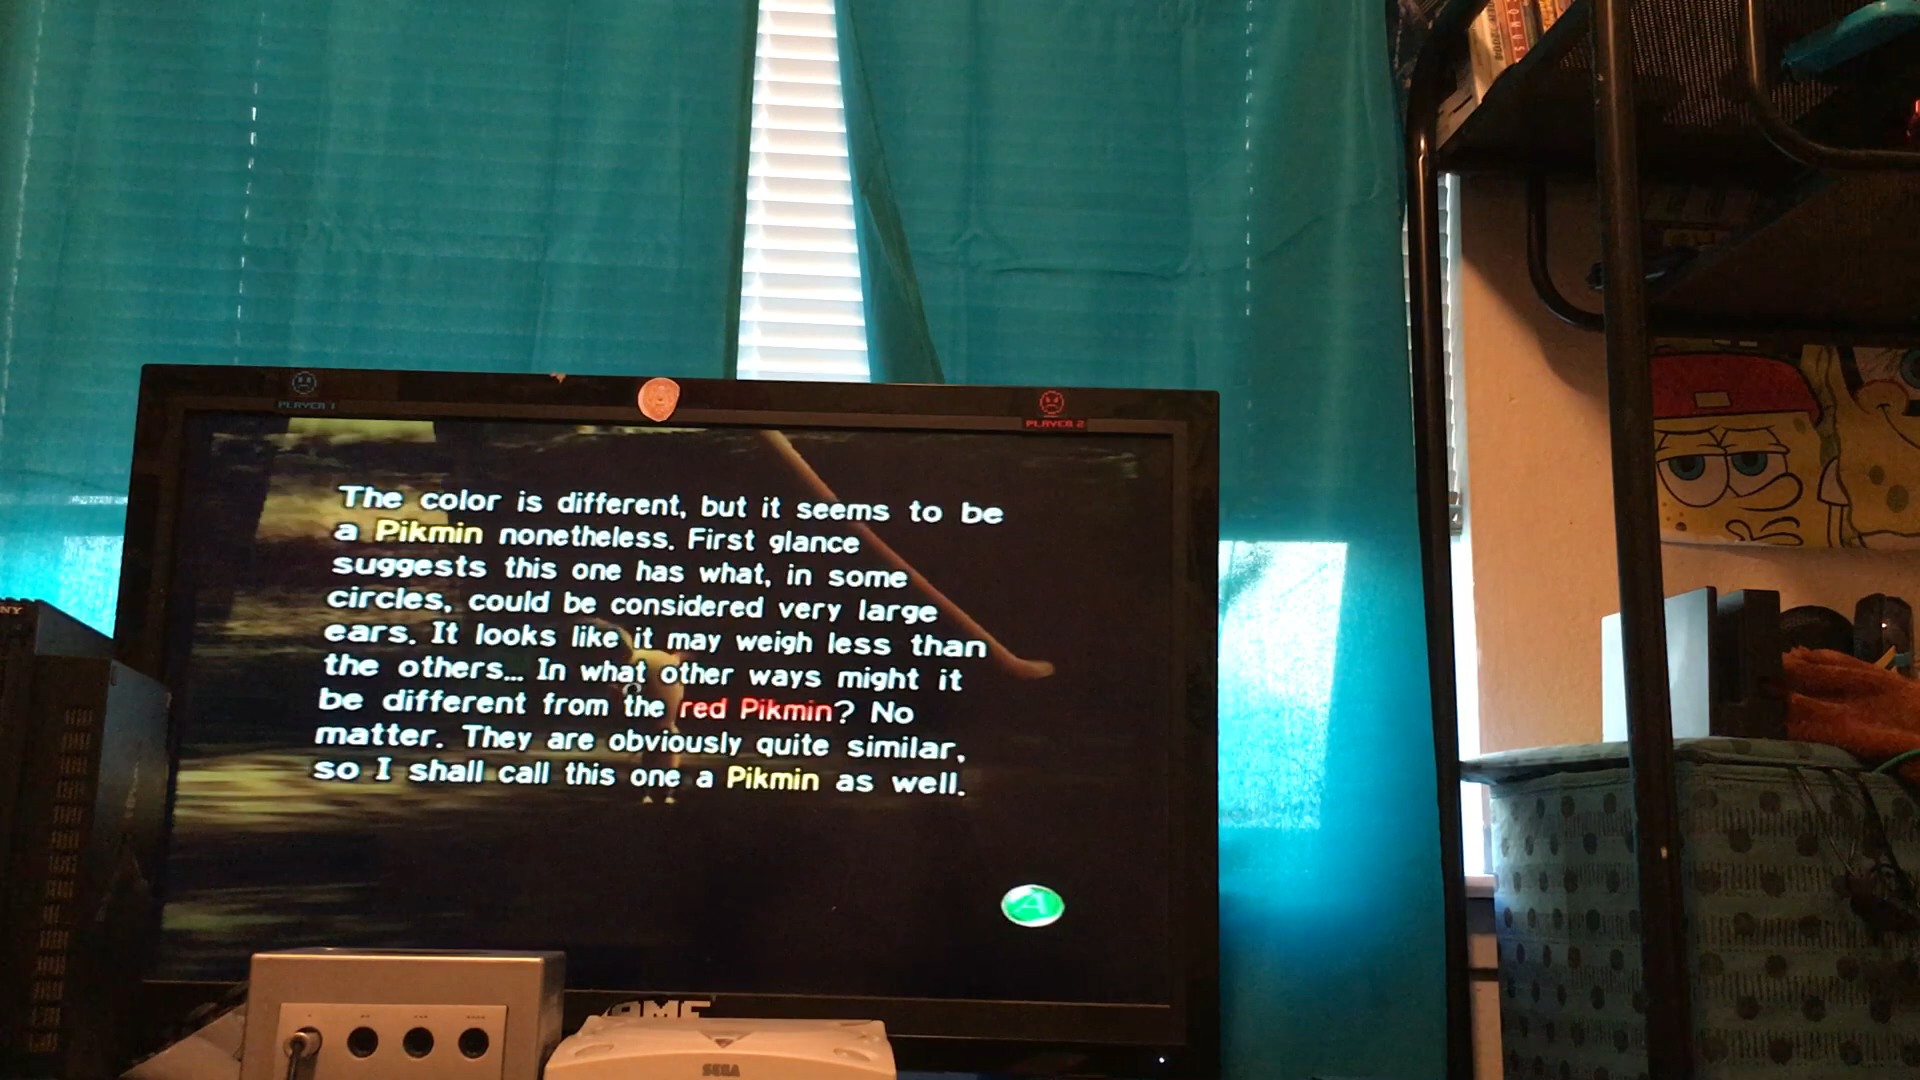 PLAYER 1
PLAYER 2
The color is different, but it seems to be
a Pikmin nonetheless. First glance
suggests this one has what, in some
circles, could be considered very large
ears. It looks like it may weigh less than
the others... In what other ways might it
be different from the red Pikmin? No
matter. They are obviously quite similar,
so I shall call this one a Pikmin as well.
A
SEGA